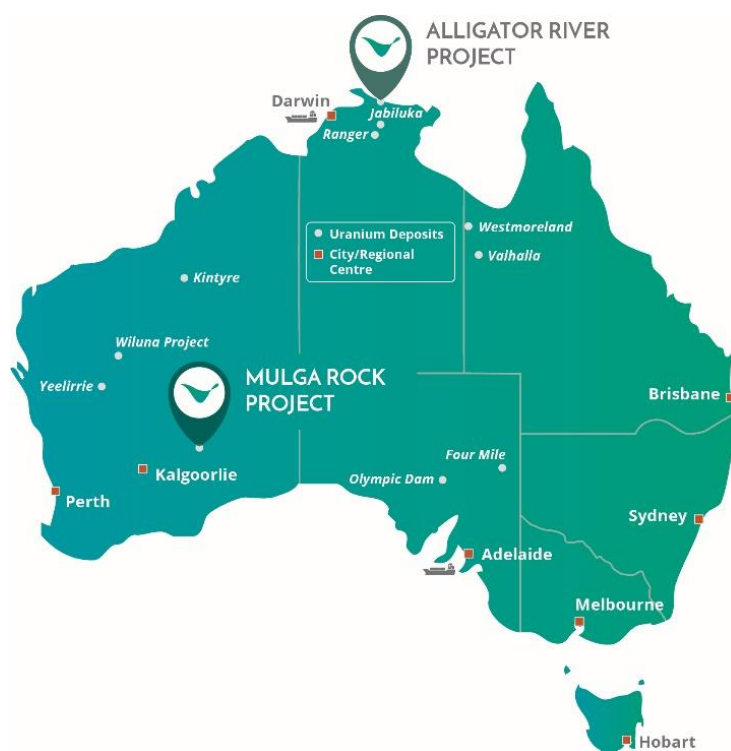 ALLIGATOR RIVER
PROJECT
Darwin
Jabiluka
Ranger
Uranium Deposits
City/Regional
Centre
Westmoreland
Valhalla
Kintyre
Wiluna Project
Yeelirrie
MULGA ROCK
PROJECT
Brisbane
Four Mile
Kalgoorlie
Olympic Dam
Perth
Sydney
Adelaide
Melbourne
Hobart